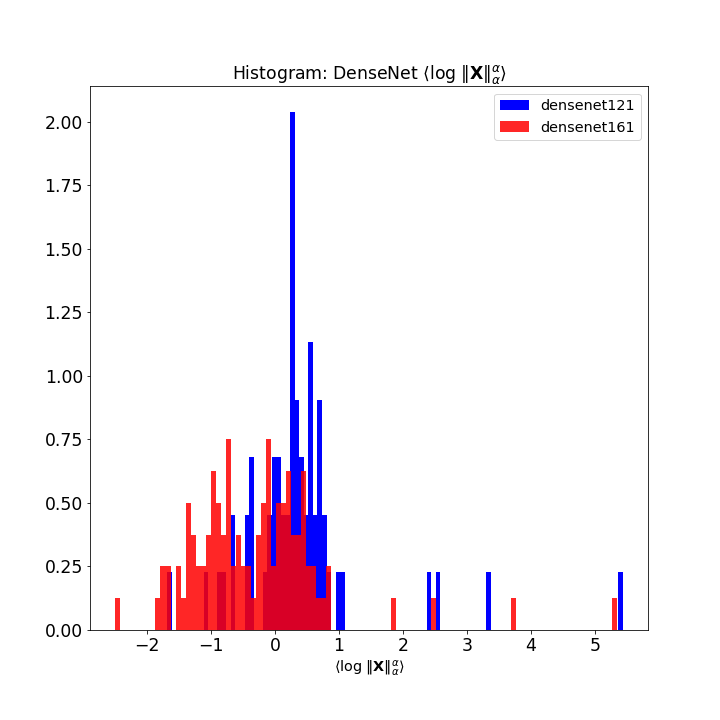 Histogram: DenseNet ⟨log ∥𝐗∥αα⟩
densenet121
densenet161
2.00
1.75
1.50
1.25
1.00
0.75
0.50
0.25
0.00
−2 −1 0 1 2 3 4 5
⟨log ∥𝐗∥αα⟩